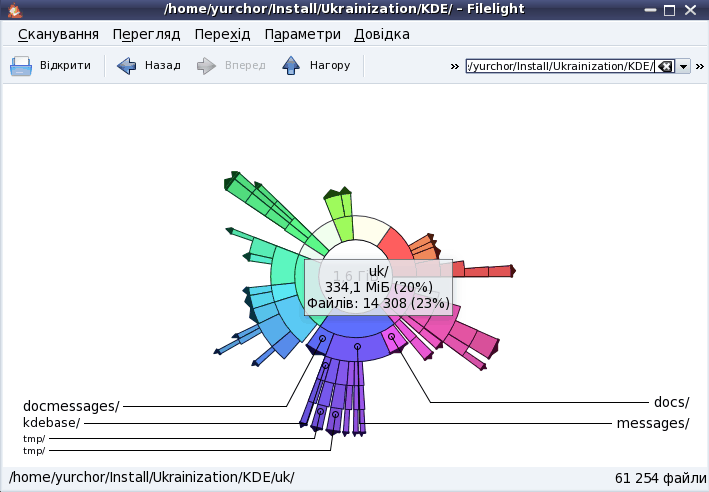 /home/yurchor/Install/Ukrainization/KDE/ – Filelight
Сканування Перегляд Перехід Параметри Довідка
Відкрити Назад Вперед Нагору » :/yurchor/Install/Ukrainization/KDE/ »
uk/
334,1 МіБ (20%)
Файлів: 14 308 (23%)
docmessages/ docs/
kdebase/ messages/
tmp/
tmp/
/home/yurchor/Install/Ukrainization/KDE/uk/ 61 254 файли